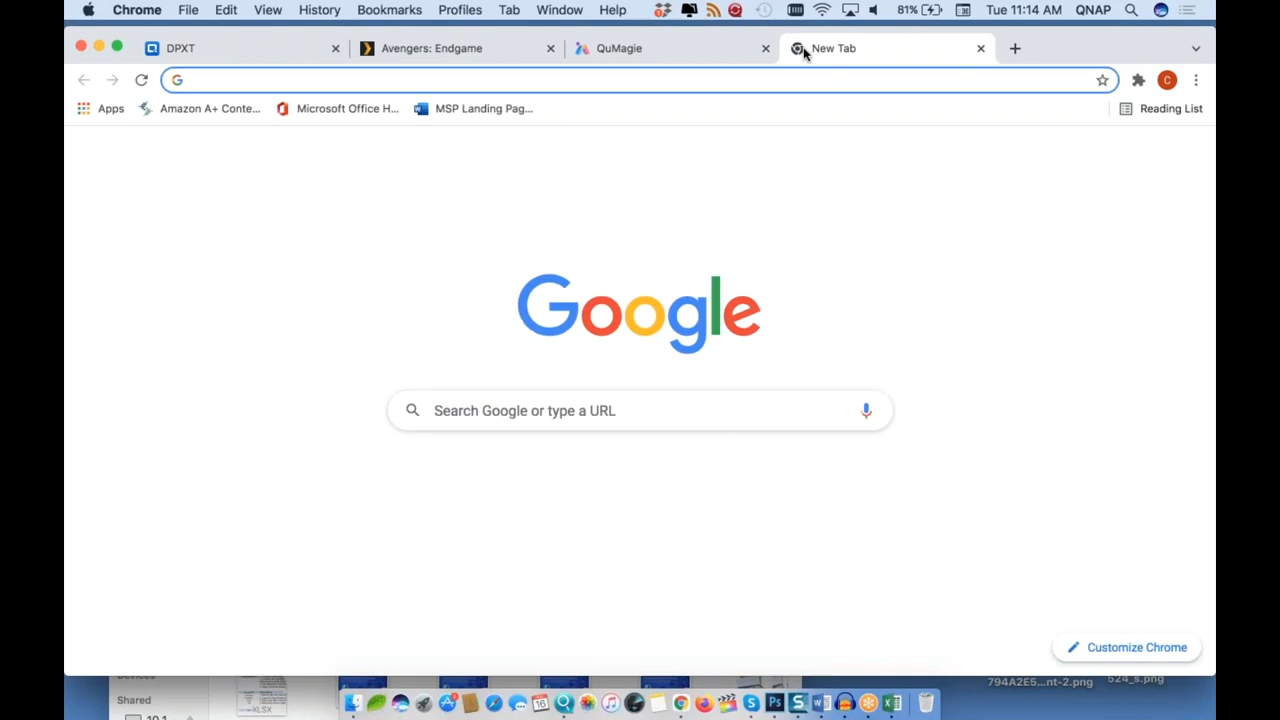 Chrome File Edit View History Bookmarks Profiles Tab Window Help 81% Tue 11:14 AM QNAP
DPXT Avengers: Endgame QuMagie New Tab
Apps Amazon A+ Conte... Microsoft Office H... MSP Landing Pag... Reading List
Google
Search Google or type a URL
Customize Chrome
794A2E5...nt-2.png 524_s.png
Shared
XLSX
16